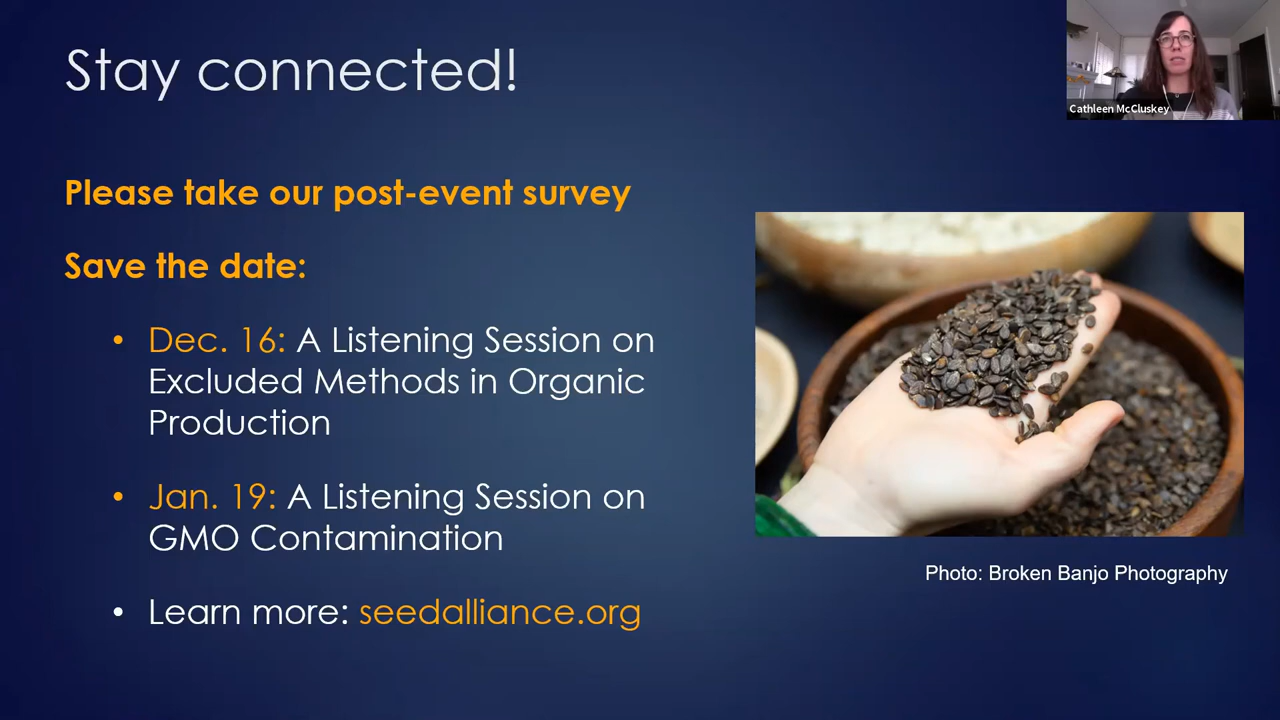 Stay connected!
Cathleen McCluskey
Please take our post-event survey
Save the date:
• Dec. 16: A Listening Session on
Excluded Methods in Organic
Production
• Jan. 19: A Listening Session on
GMO Contamination
• Learn more: seedalliance.org
Photo: Broken Banjo Photography